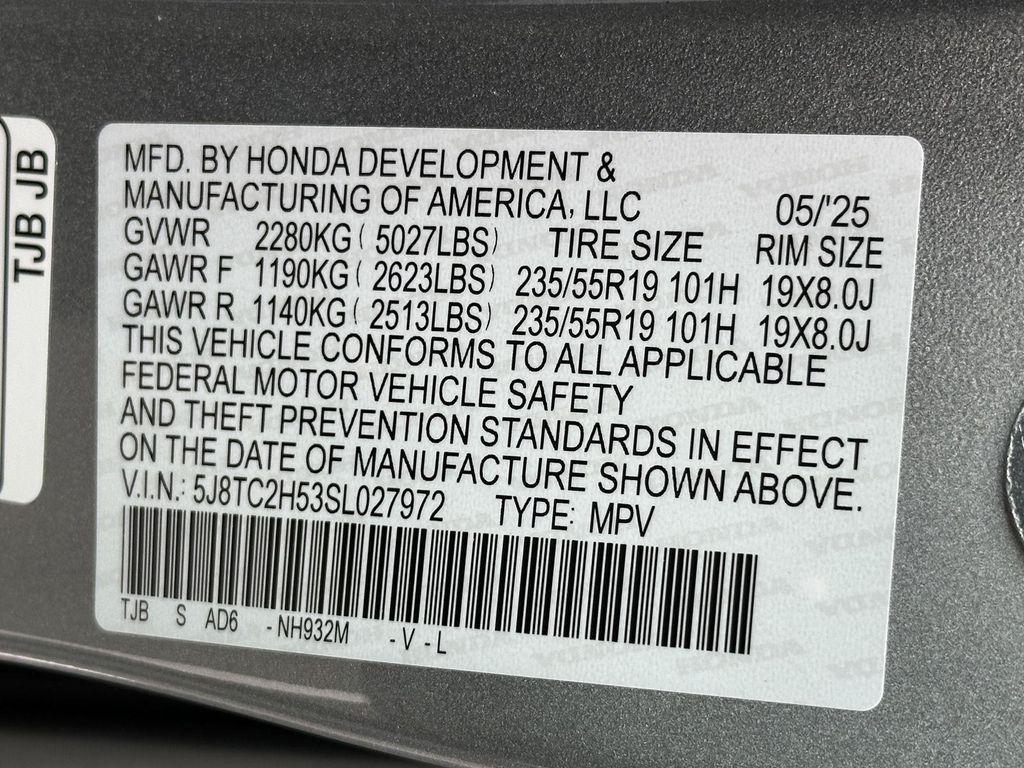 TJB JB
MFD. BY HONDA DEVELOPMENT &
MANUFACTURING OF AMERICA, LLC 05/'25
GVWR 2280KG ( 5027LBS) TIRE SIZE RIM SIZE
GAWR F 1190KG ( 2623LBS) 235/55R19 101H 19X8.0J
GAWR R 1140KG ( 2513LBS) 235/55R19 101H 19X8.0J
THIS VEHICLE CONFORMS TO ALL APPLICABLE
FEDERAL MOTOR VEHICLE SAFETY
AND THEFT PREVENTION STANDARDS IN EFFECT
ON THE DATE OF MANUFACTURE SHOWN ABOVE.
V.I.N.: 5J8TC2H53SL027972 TYPE: MPV
TJB S AD6 -NH932M -V-L